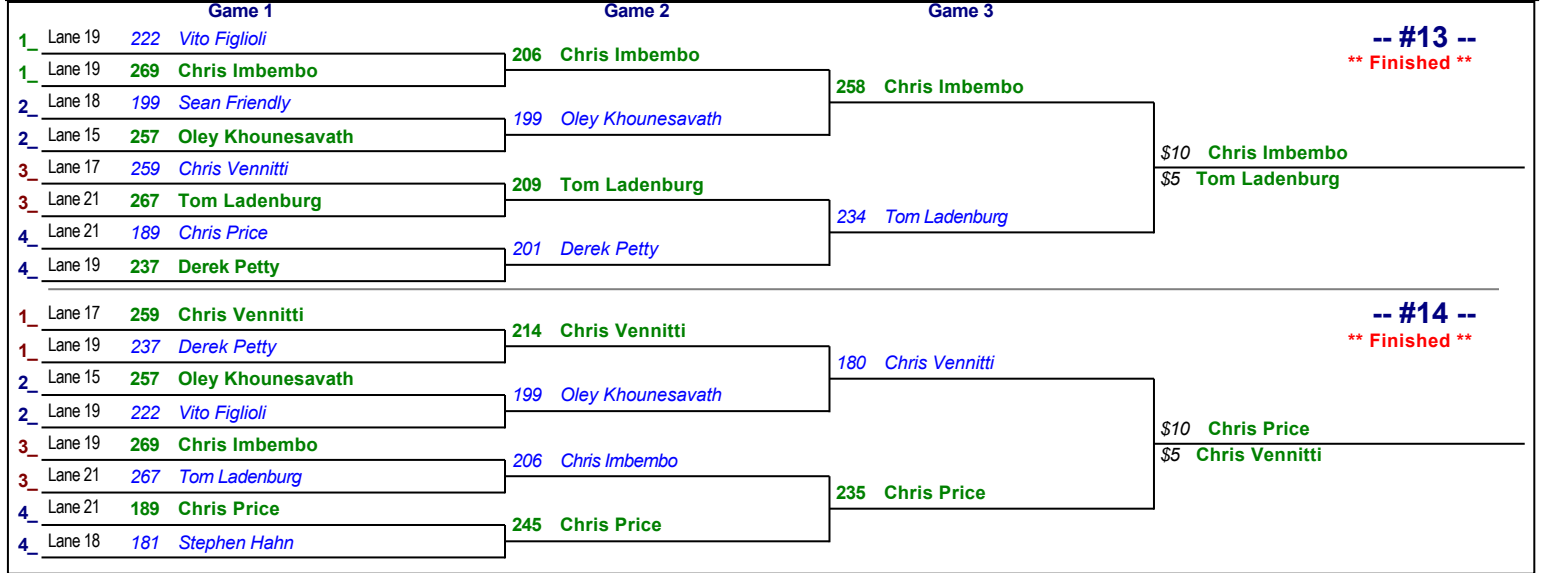 Game 1 Game 2 Game 3
-- #13 --
** Finished **
1_ Lane 19 222 Vito Figlioli
206 Chris Imbembo
1_ Lane 19 269 Chris Imbembo
258 Chris Imbembo
2_ Lane 18 199 Sean Friendly
199 Oley Khounesavath
2_ Lane 15 257 Oley Khounesavath
$10 Chris Imbembo
3_ Lane 17 259 Chris Vennitti
$5 Tom Ladenburg
209 Tom Ladenburg
3_ Lane 21 267 Tom Ladenburg
234 Tom Ladenburg
4_ Lane 21 189 Chris Price
201 Derek Petty
4_ Lane 19 237 Derek Petty
-- #14 --
** Finished **
1_ Lane 17 259 Chris Vennitti
214 Chris Vennitti
1_ Lane 19 237 Derek Petty
180 Chris Vennitti
2_ Lane 15 257 Oley Khounesavath
199 Oley Khounesavath
2_ Lane 19 222 Vito Figlioli
$10 Chris Price
3_ Lane 19 269 Chris Imbembo
$5 Chris Vennitti
206 Chris Imbembo
3_ Lane 21 267 Tom Ladenburg
235 Chris Price
4_ Lane 21 189 Chris Price
245 Chris Price
4_ Lane 18 181 Stephen Hahn